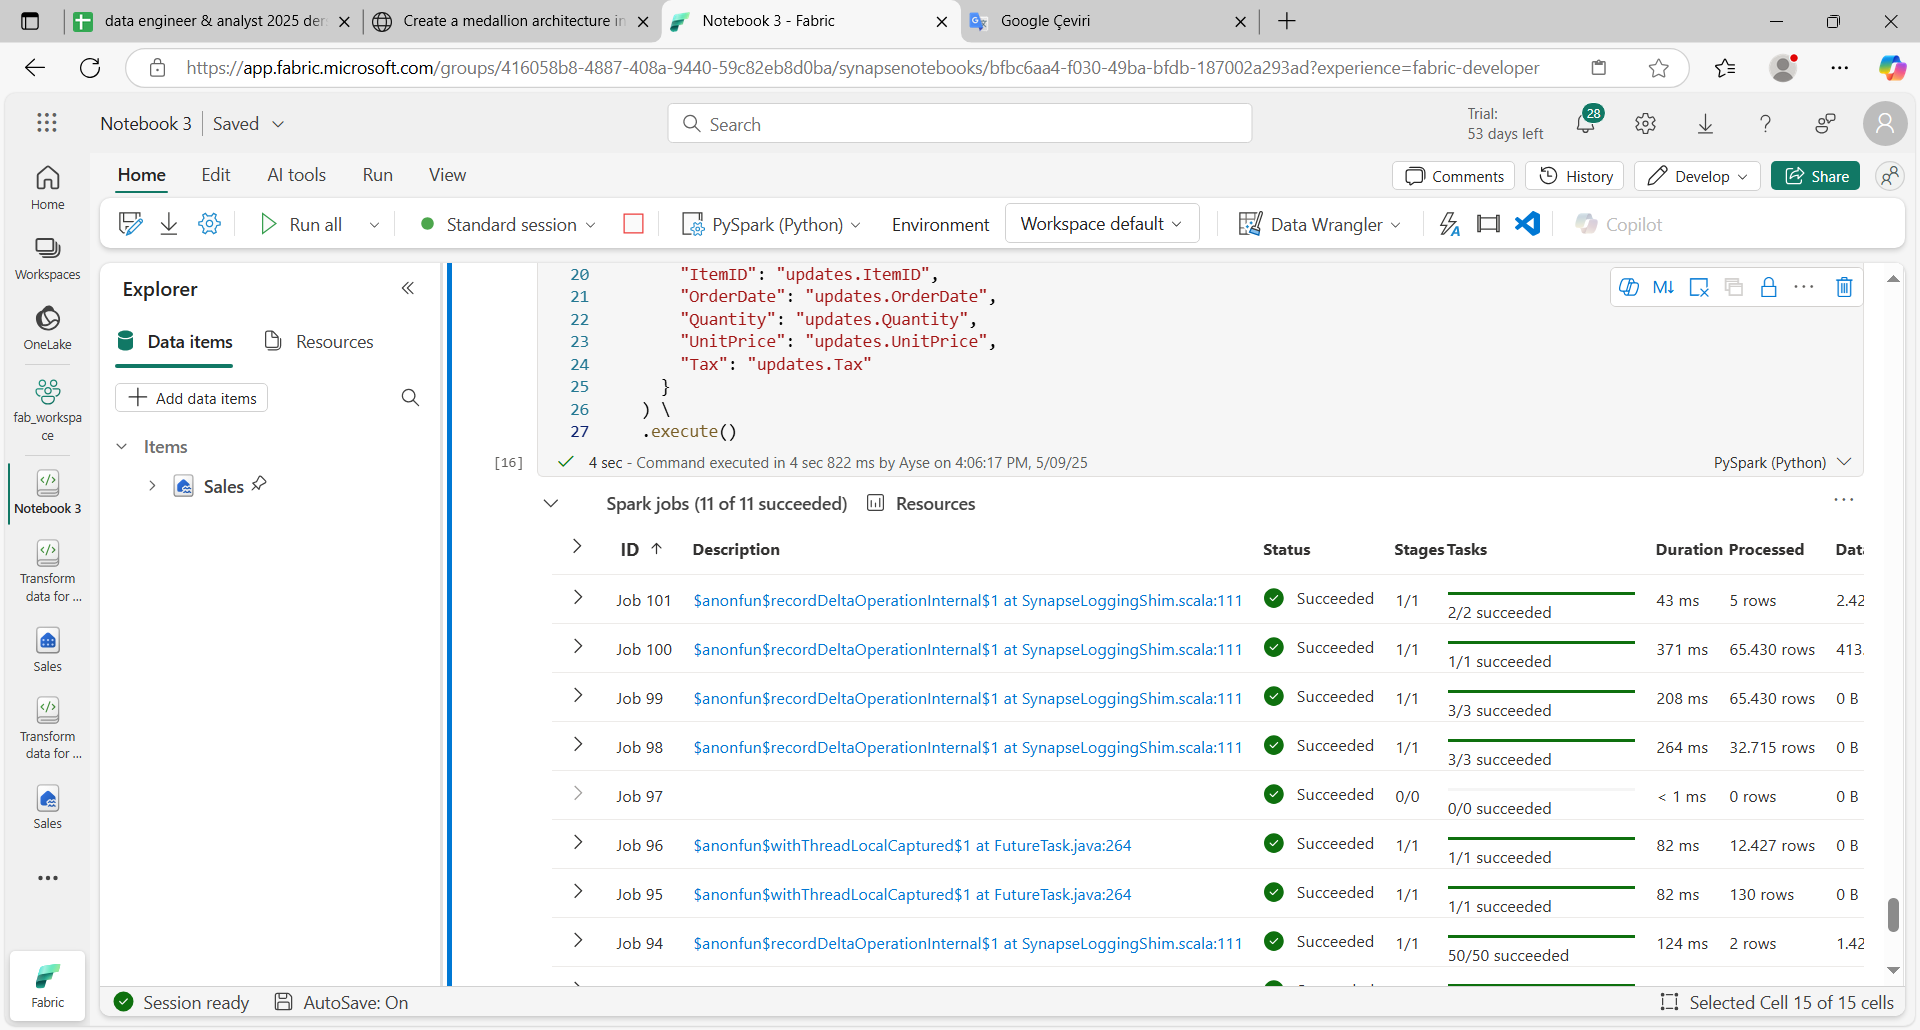 data engineer & analyst 2025 der
Create a medallion architecture in
Notebook 3 - Fabric
Google Çeviri
https://app.fabric.microsoft.com/groups/416058b8-4887-408a-9440-59c82eb8d0ba/synapsenotebooks/bfbc6aa4-f030-49ba-bfdb-187002a293ad?experience=fabric-developer
Notebook 3 Saved
Search
Trial:
53 days left
28
Home Edit AI tools Run View
Comments History Develop Share
Run all Standard session PySpark (Python) Environment Workspace default Data Wrangler Copilot
Home
Workspaces
OneLake
fab_workspa
ce
Notebook 3
Transform
data for ...
Sales
Transform
data for ...
Sales
Fabric
Explorer
Data items Resources
Add data items
Items
Sales
20 "ItemID": "updates.ItemID",
21 "OrderDate": "updates.OrderDate",
22 "Quantity": "updates.Quantity",
23 "UnitPrice": "updates.UnitPrice",
24 "Tax": "updates.Tax"
25 }
26 ) \
27 .execute()
M↓
[16] 4 sec - Command executed in 4 sec 822 ms by Ayse on 4:06:17 PM, 5/09/25 PySpark (Python)
Spark jobs (11 of 11 succeeded) Resources
ID Description Status Stages Tasks Duration Processed Data
Job 101 $anonfun$recordDeltaOperationInternal$1 at SynapseLoggingShim.scala:111 Succeeded 1/1 2/2 succeeded 43 ms 5 rows 2.42
Job 100 $anonfun$recordDeltaOperationInternal$1 at SynapseLoggingShim.scala:111 Succeeded 1/1 1/1 succeeded 371 ms 65.430 rows 413.
Job 99 $anonfun$recordDeltaOperationInternal$1 at SynapseLoggingShim.scala:111 Succeeded 1/1 3/3 succeeded 208 ms 65.430 rows 0 B
Job 98 $anonfun$recordDeltaOperationInternal$1 at SynapseLoggingShim.scala:111 Succeeded 1/1 3/3 succeeded 264 ms 32.715 rows 0 B
Job 97 Succeeded 0/0 0/0 succeeded < 1 ms 0 rows 0 B
Job 96 $anonfun$withThreadLocalCaptured$1 at FutureTask.java:264 Succeeded 1/1 1/1 succeeded 82 ms 12.427 rows 0 B
Job 95 $anonfun$withThreadLocalCaptured$1 at FutureTask.java:264 Succeeded 1/1 1/1 succeeded 82 ms 130 rows 0 B
Job 94 $anonfun$recordDeltaOperationInternal$1 at SynapseLoggingShim.scala:111 Succeeded 1/1 50/50 succeeded 124 ms 2 rows 1.42
Session ready AutoSave: On Selected Cell 15 of 15 cells